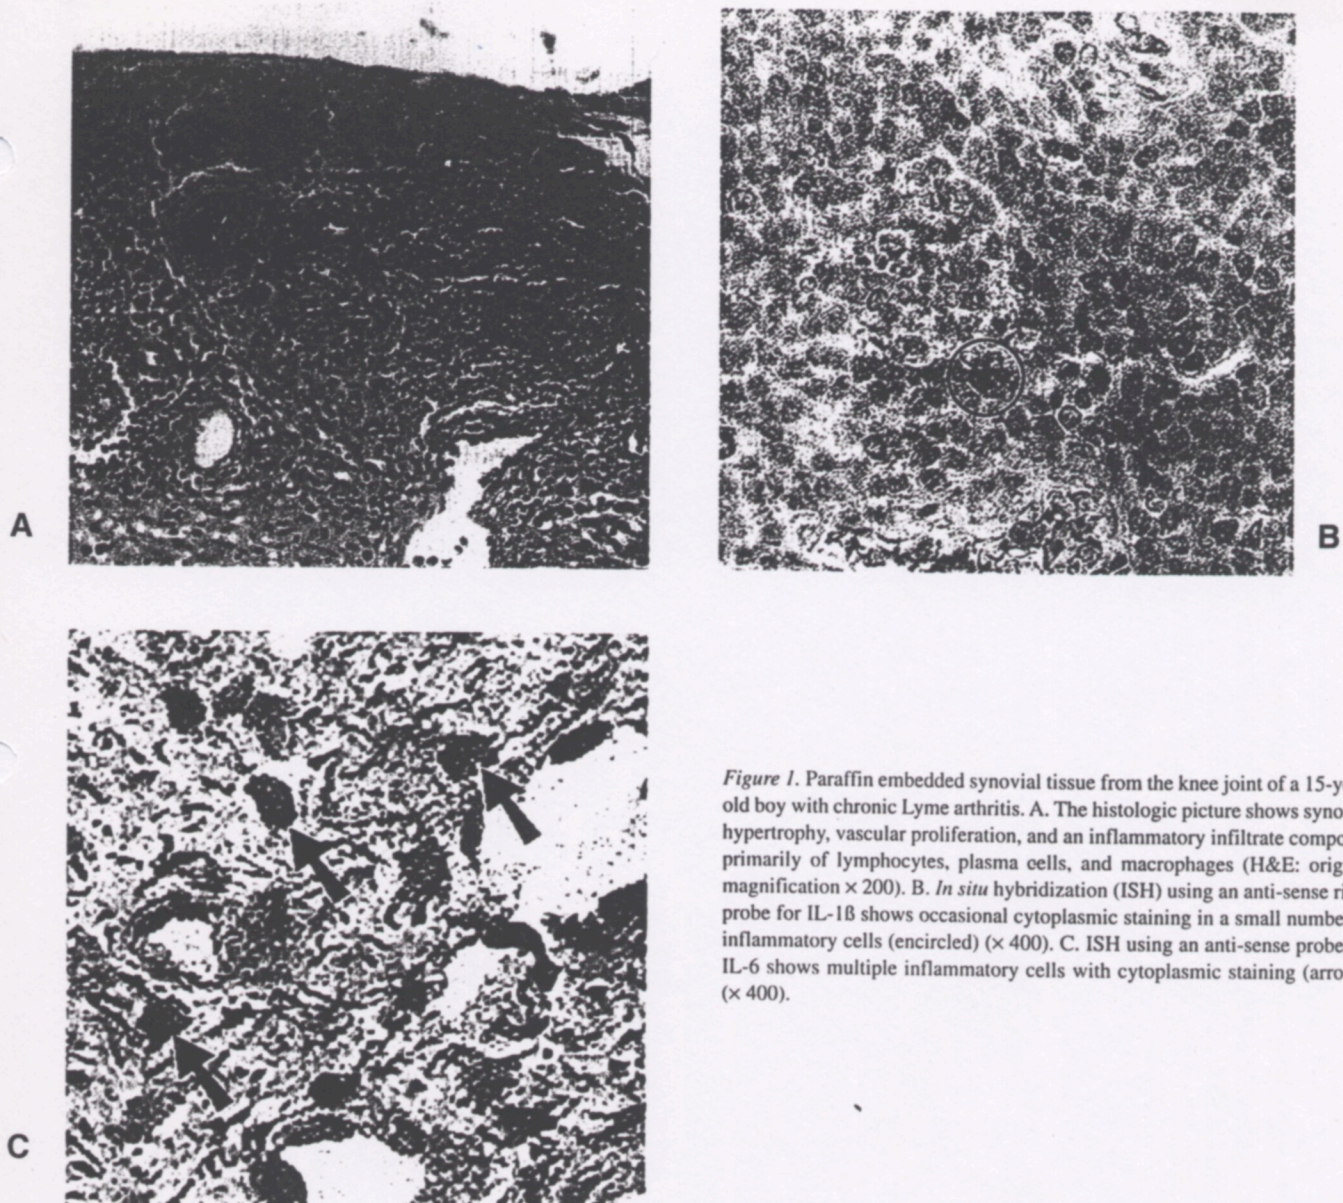 A
B
C
Figure 1. Paraffin embedded synovial tissue from the knee joint of a 15-y
old boy with chronic Lyme arthritis. A. The histologic picture shows syno
hypertrophy, vascular proliferation, and an inflammatory infiltrate compo
primarily of lymphocytes, plasma cells, and macrophages (H&E: orig
magnification × 200). B. In situ hybridization (ISH) using an anti-sense ri
probe for IL-1ß shows occasional cytoplasmic staining in a small numbe
inflammatory cells (encircled) (× 400). C. ISH using an anti-sense probe
IL-6 shows multiple inflammatory cells with cytoplasmic staining (arro
(× 400).